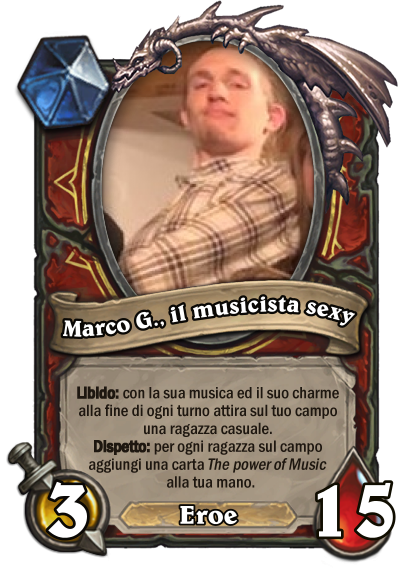 Marco G., il musicista sexy
Libido: con la sua musica ed il suo charme
alla fine di ogni turno attira sul tuo campo
una ragazza casuale.
Dispetto: per ogni ragazza sul campo
aggiungi una carta The power of Music
alla tua mano.
3
Eroe
15